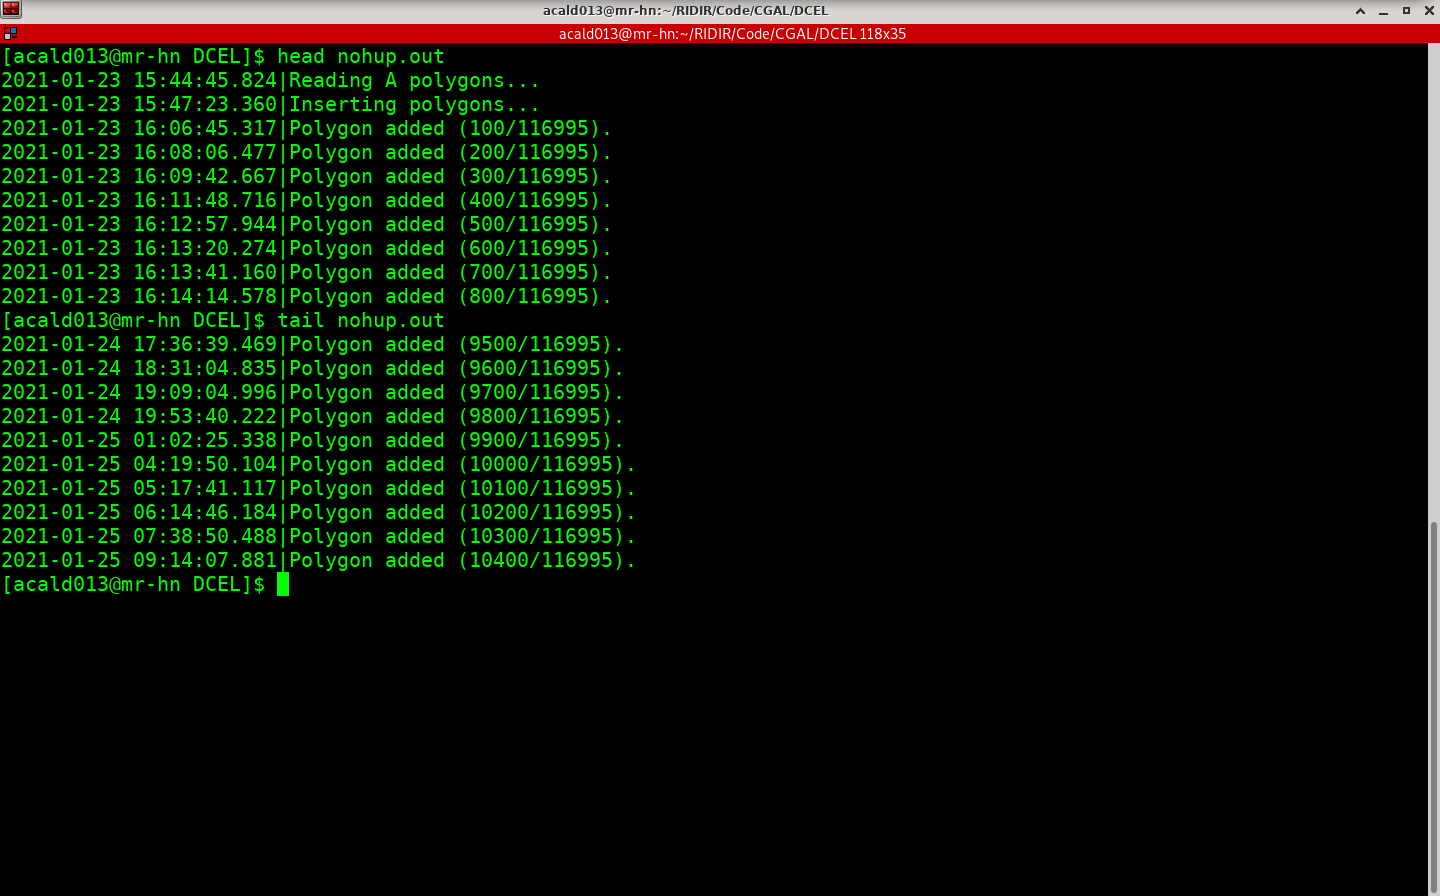 acald013@mr-hn:~/RIDIR/Code/CGAL/DCEL
acald013@mr-hn:~/RIDIR/Code/CGAL/DCEL 118x35
[acald013@mr-hn DCEL]$ head nohup.out
2021-01-23 15:44:45.824|Reading A polygons...
2021-01-23 15:47:23.360|Inserting polygons...
2021-01-23 16:06:45.317|Polygon added (100/116995).
2021-01-23 16:08:06.477|Polygon added (200/116995).
2021-01-23 16:09:42.667|Polygon added (300/116995).
2021-01-23 16:11:48.716|Polygon added (400/116995).
2021-01-23 16:12:57.944|Polygon added (500/116995).
2021-01-23 16:13:20.274|Polygon added (600/116995).
2021-01-23 16:13:41.160|Polygon added (700/116995).
2021-01-23 16:14:14.578|Polygon added (800/116995).
[acald013@mr-hn DCEL]$ tail nohup.out
2021-01-24 17:36:39.469|Polygon added (9500/116995).
2021-01-24 18:31:04.835|Polygon added (9600/116995).
2021-01-24 19:09:04.996|Polygon added (9700/116995).
2021-01-24 19:53:40.222|Polygon added (9800/116995).
2021-01-25 01:02:25.338|Polygon added (9900/116995).
2021-01-25 04:19:50.104|Polygon added (10000/116995).
2021-01-25 05:17:41.117|Polygon added (10100/116995).
2021-01-25 06:14:46.184|Polygon added (10200/116995).
2021-01-25 07:38:50.488|Polygon added (10300/116995).
2021-01-25 09:14:07.881|Polygon added (10400/116995).
[acald013@mr-hn DCEL]$